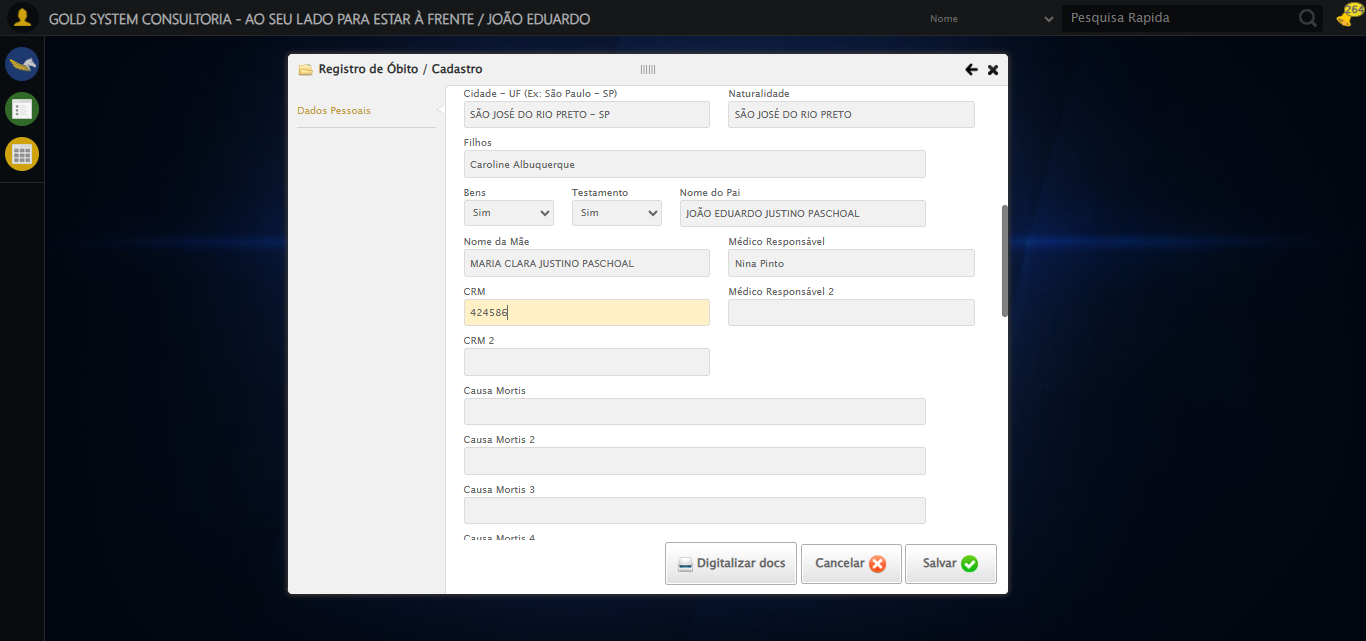 GOLD SYSTEM CONSULTORIA - AO SEU LADO PARA ESTAR À FRENTE / JOÃO EDUARDO
Nome
Pesquisa Rapida
264
Registro de Óbito / Cadastro
Dados Pessoais
Cidade - UF (Ex: São Paulo - SP)
Naturalidade
SÃO JOSÉ DO RIO PRETO - SP
SÃO JOSÉ DO RIO PRETO
Filhos
Caroline Albuquerque
Bens
Testamento
Nome do Pai
Sim
Sim
JOÃO EDUARDO JUSTINO PASCHOAL
Nome da Mãe
Médico Responsável
MARIA CLARA JUSTINO PASCHOAL
Nina Pinto
CRM
Médico Responsável 2
424586
CRM 2
Causa Mortis
Causa Mortis 2
Causa Mortis 3
Causa Mortis 4
Digitalizar docs
Cancelar
Salvar